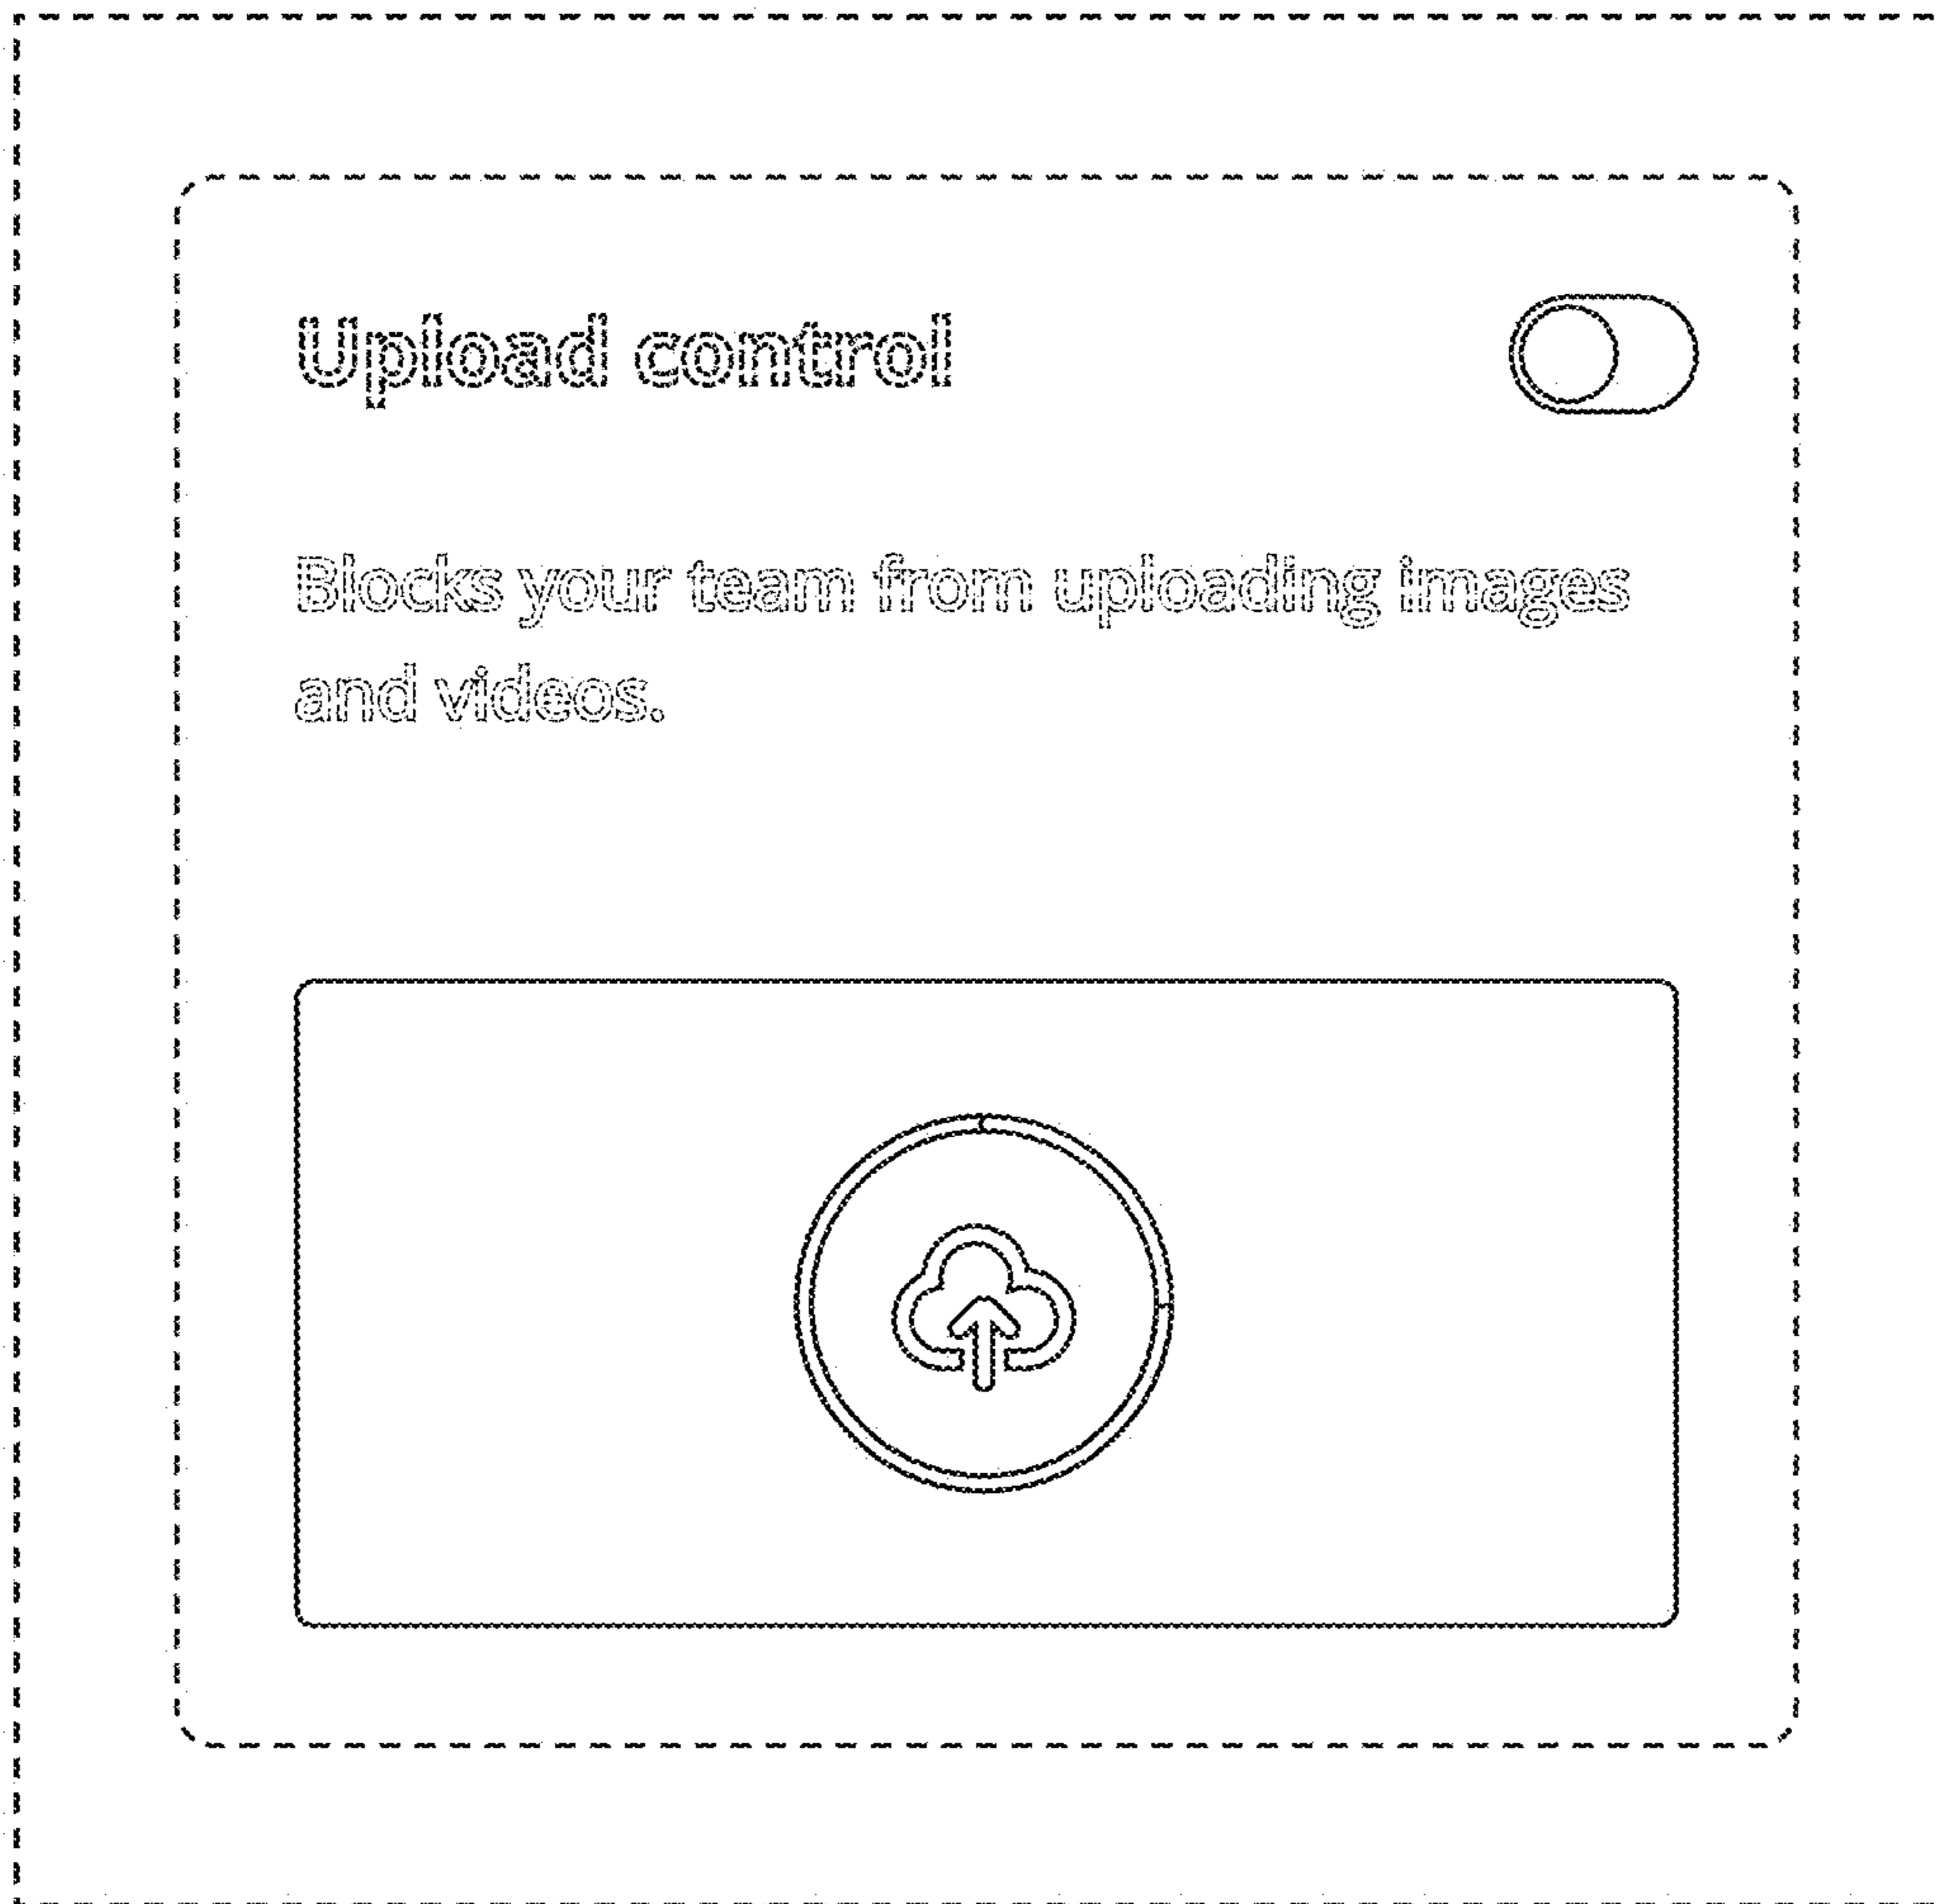 Upload control
Blocks your team from uploading images
and videos.